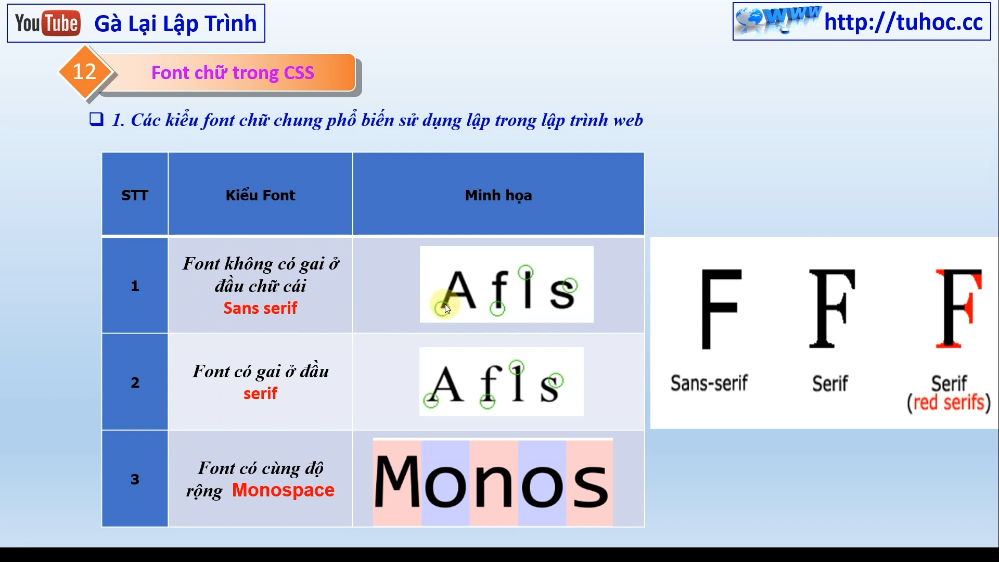 YouTube Gà Lại Lập Trình
www http://tuhoc.cc
12 Font chữ trong CSS
1. Các kiểu font chữ chung phổ biến sử dụng lập trong lập trình web
STT Kiểu Font Minh họa
1
Font không có gai ở
đầu chữ cái
Sans serif
A f l s
2
Font có gai ở đầu
serif
A f l s
3
Font có cùng độ
rộng Monospace
Monos
F F F
Sans-serif Serif Serif
(red serifs)